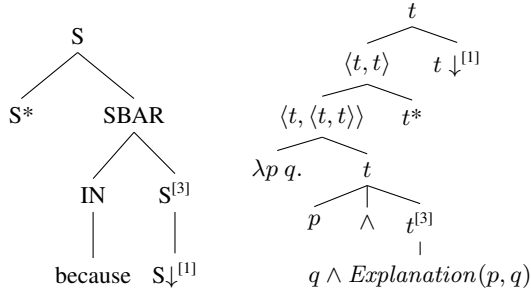 S
S* SBAR
IN S[3]
because S↓[1]
t
⟨t, t⟩ t ↓[1]
⟨t, ⟨t, t⟩⟩ t*
λp q. t
p ∧ t[3]
q ∧ Explanation(p, q)